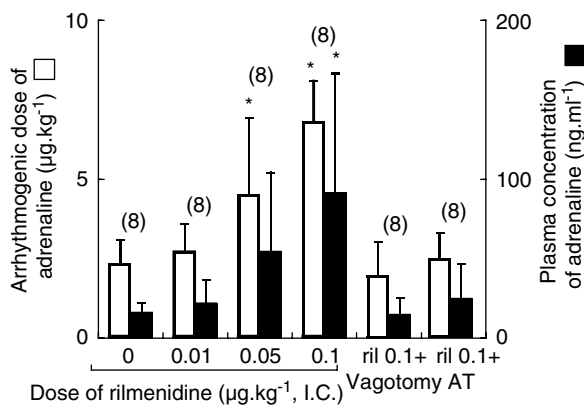 Arrhythmogenic dose of
adrenaline (µg.kg-1)
10
5
0
(8)
(8)
(8)
*
(8)
*
*
(8)
(8)
200
100
0
Plasma concentration
of adrenaline (ng.ml-1)
0 0.01 0.05 0.1 ril 0.1+ ril 0.1+
Vagotomy AT
Dose of rilmenidine (µg.kg-1, I.C.)